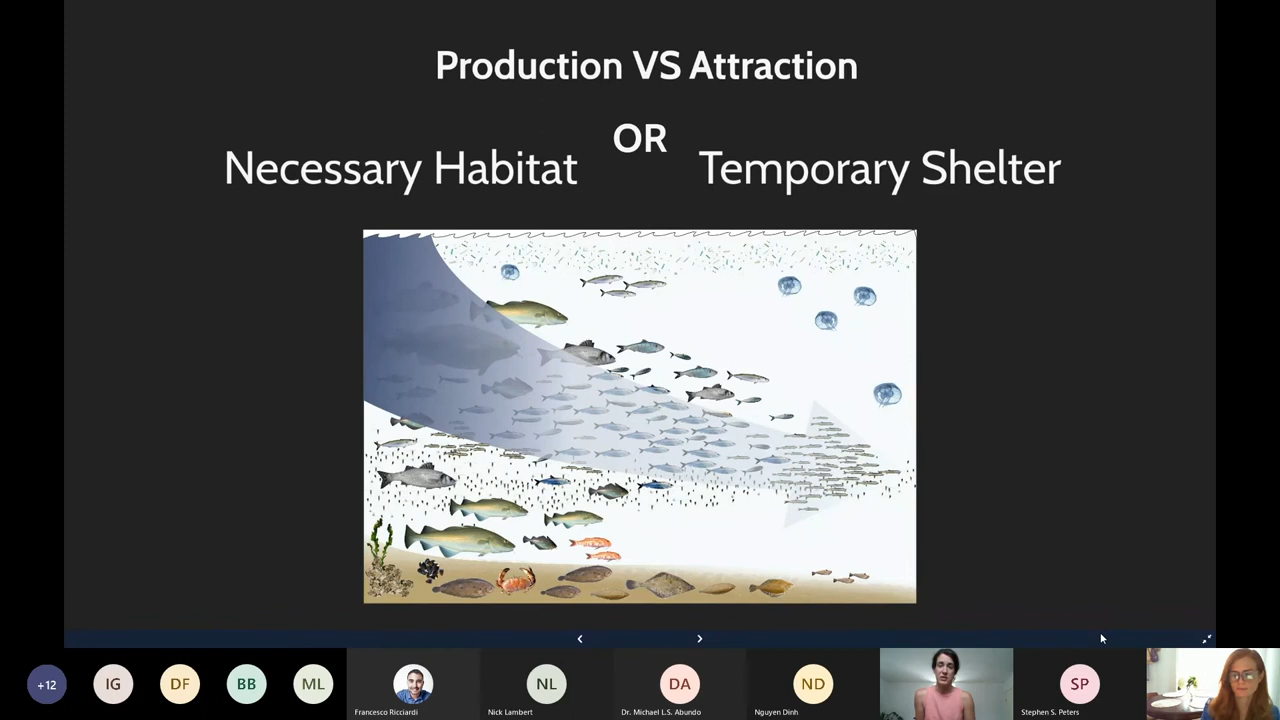 Production VS Attraction
OR
Necessary Habitat
Temporary Shelter
+12
IG
DF
BB
ML
NL
DA
ND
SP
Francesco Ricciardi
Nick Lambert
Dr. Michael L.S. Abundo
Nguyen Dinh
Stephen S. Peters